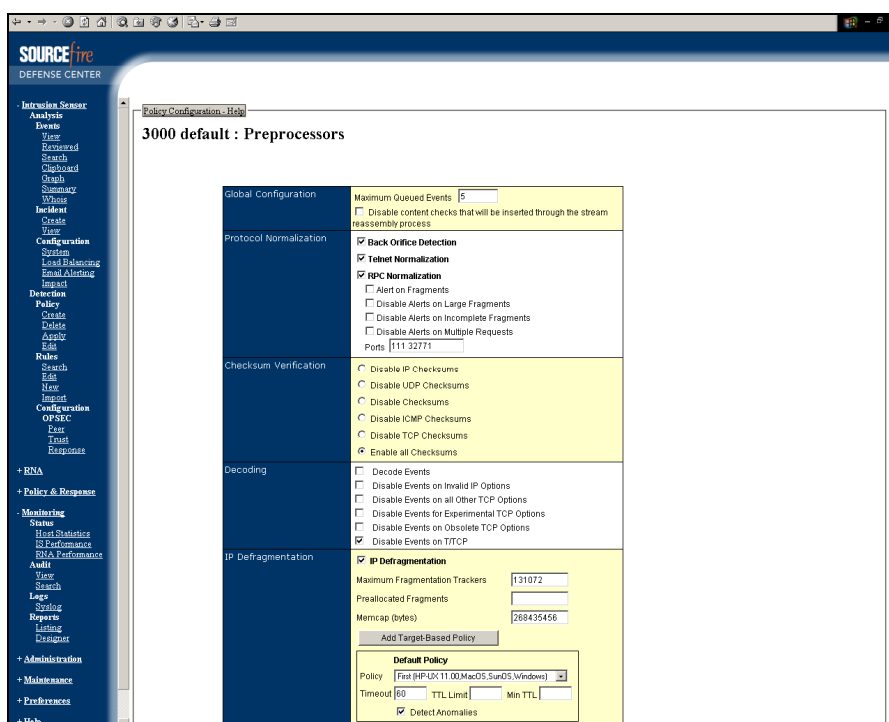 SOURCEfire
DEFENSE CENTER
- Intrusion Sensor
Analysis
Events
View
Reviewed
Search
Clipboard
Graph
Summary
Whois
Incident
Create
View
Configuration
System
Load Balancing
Email Alerting
Impact
Detection
Policy
Create
Delete
Apply
Edit
Rules
Search
Edit
New
Import
Configuration
OPSEC
Peer
Trust
Response
+ RNA
+ Policy & Response
- Monitoring
Status
Host Statistics
IS Performance
RNA Performance
Audit
View
Search
Logs
Syslog
Reports
Listing
Designer
+ Administration
+ Maintenance
+ Preferences
+ Help
Policy Configuration - Help
3000 default : Preprocessors
Global Configuration
Maximum Queued Events 5
Disable content checks that will be inserted through the stream
reassembly process
Protocol Normalization
Back Orifice Detection
Telnet Normalization
RPC Normalization
Alert on Fragments
Disable Alerts on Large Fragments
Disable Alerts on Incomplete Fragments
Disable Alerts on Multiple Requests
Ports 111 32771
Checksum Verification
Disable IP Checksums
Disable UDP Checksums
Disable Checksums
Disable ICMP Checksums
Disable TCP Checksums
Enable all Checksums
Decoding
Decode Events
Disable Events on Invalid IP Options
Disable Events on all Other TCP Options
Disable Events for Experimental TCP Options
Disable Events on Obsolete TCP Options
Disable Events on T/TCP
IP Defragmentation
IP Defragmentation
Maximum Fragmentation Trackers 131072
Preallocated Fragments
Memcap (bytes) 268435456
Add Target-Based Policy
Default Policy
Policy First (HP-UX 11.00,MacOS,SunOS,Windows)
Timeout 60 TTL Limit Min TTL
Detect Anomalies